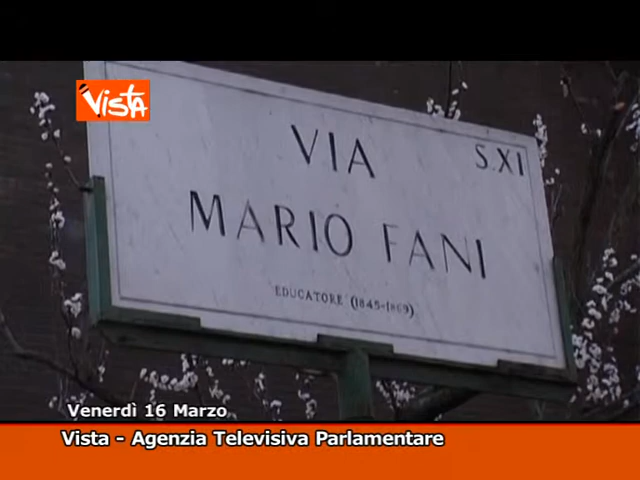 VISTA
VIA
S.XI
MARIO FANI
EDUCATORE (1845-1869)
Venerdì 16 Marzo
Vista - Agenzia Televisiva Parlamentare